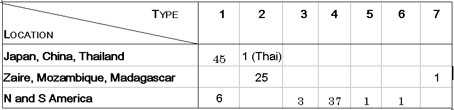 TYPE 1 2 3 4 5 6 7
LOCATION
Japan, China, Thailand 45 1 (Thai)
Zaire, Mozambique, Madagascar 25 1
N and S America 6 3 37 1 1